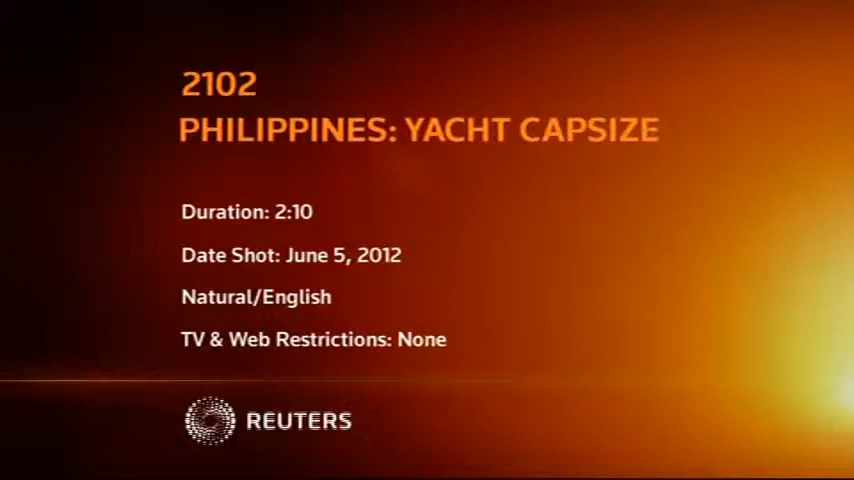 2102
PHILIPPINES: YACHT CAPSIZE
Duration: 2:10
Date Shot: June 5, 2012
Natural/English
TV & Web Restrictions: None
REUTERS